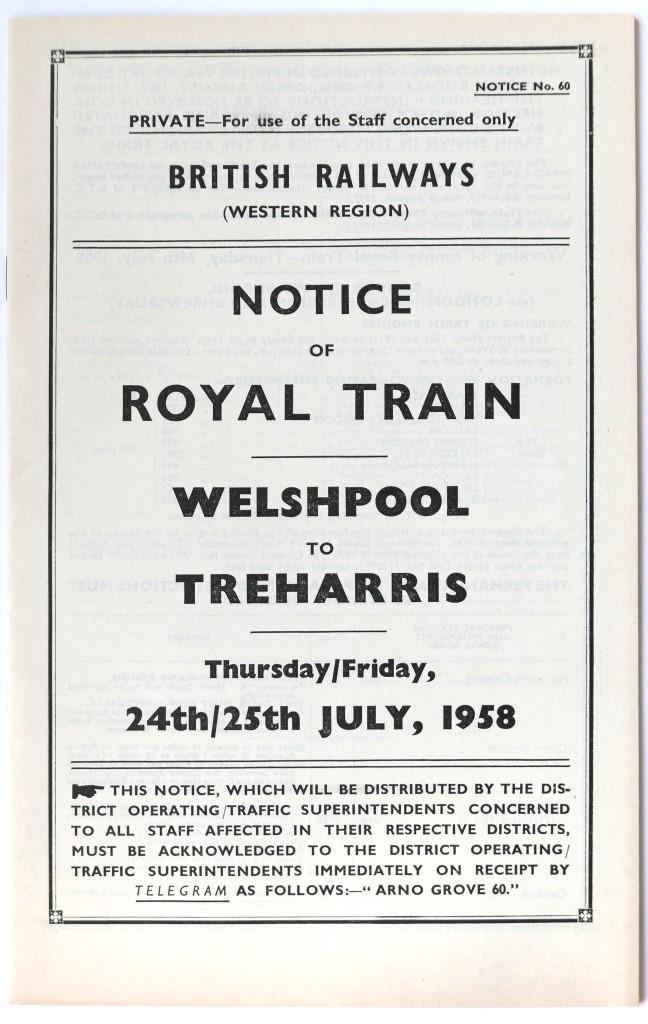 NOTICE No. 60
PRIVATE—For use of the Staff concerned only
BRITISH RAILWAYS
(WESTERN REGION)
NOTICE
OF
ROYAL TRAIN
WELSHPOOL
TO
TREHARRIS
Thursday/Friday,
24th/25th JULY, 1958
☛ THIS NOTICE, WHICH WILL BE DISTRIBUTED BY THE DIS-
TRICT OPERATING/TRAFFIC SUPERINTENDENTS CONCERNED
TO ALL STAFF AFFECTED IN THEIR RESPECTIVE DISTRICTS,
MUST BE ACKNOWLEDGED TO THE DISTRICT OPERATING/
TRAFFIC SUPERINTENDENTS IMMEDIATELY ON RECEIPT BY
TELEGRAM AS FOLLOWS:—“ ARNO GROVE 60.”